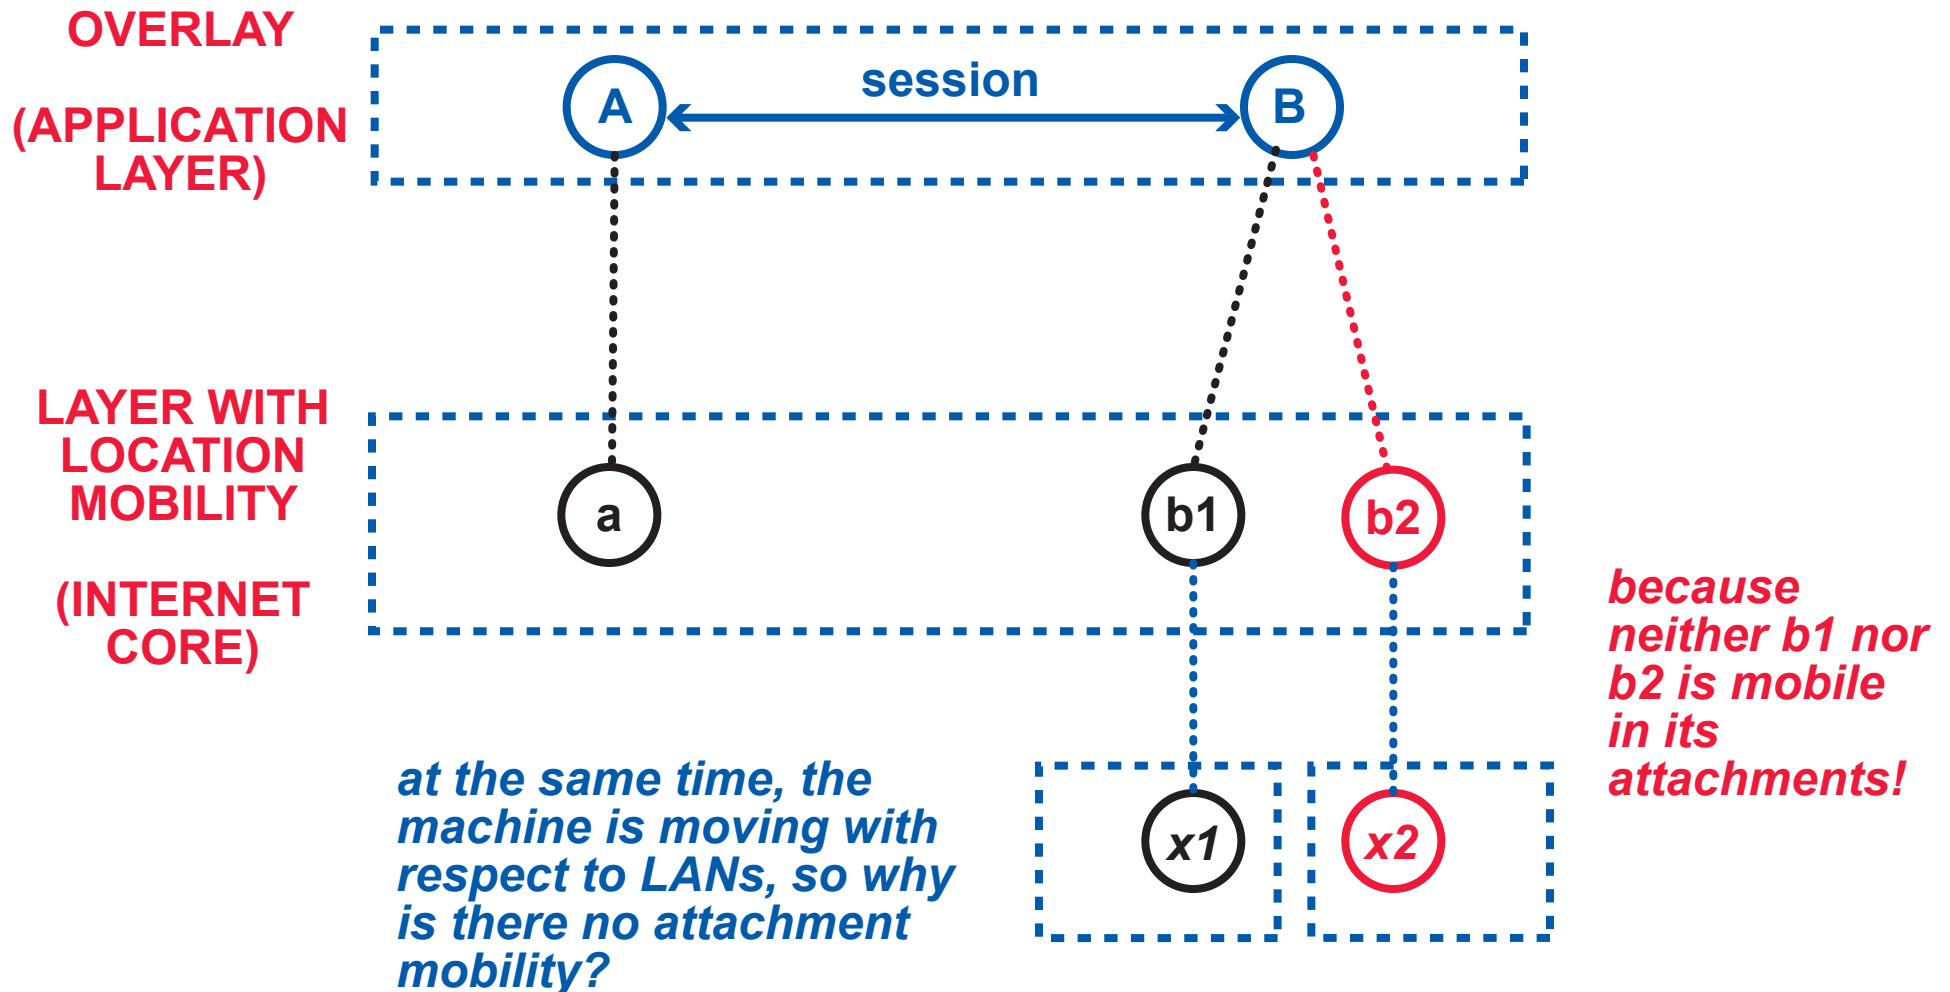 OVERLAY
(APPLICATION
LAYER)
A
session
B
LAYER WITH
LOCATION
MOBILITY
(INTERNET
CORE)
a
b1
b2
because
neither b1 nor
b2 is mobile
in its
attachments!
at the same time, the
machine is moving with
respect to LANs, so why
is there no attachment
mobility?
x1
x2